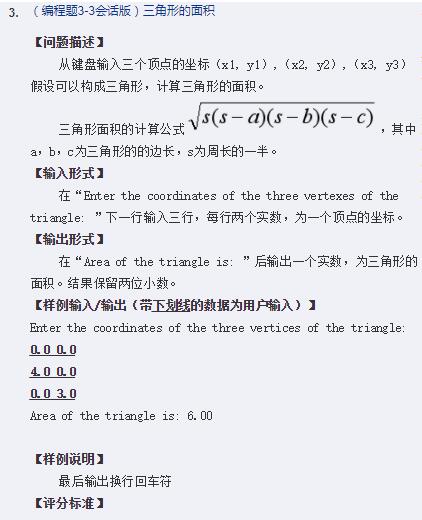 3. （编程题3-3会话版）三角形的面积
【问题描述】
从键盘输入三个顶点的坐标（x1, y1）,（x2, y2）,（x3, y3）
假设可以构成三角形，计算三角形的面积。
三角形面积的计算公式 √s(s－a)(s－b)(s－c) ，其中
a，b，c为三角形的的边长，s为周长的一半。
【输入形式】
在“Enter the coordinates of the three vertexes of the
triangle: ”下一行输入三行，每行两个实数，为一个顶点的坐标。
【输出形式】
在“Area of the triangle is: ”后输出一个实数，为三角形的
面积。结果保留两位小数。
【样例输入/输出（带下划线的数据为用户输入）】
Enter the coordinates of the three vertices of the triangle:
0.0 0.0
4.0 0.0
0.0 3.0
Area of the triangle is: 6.00
【样例说明】
最后输出换行回车符
【评分标准】